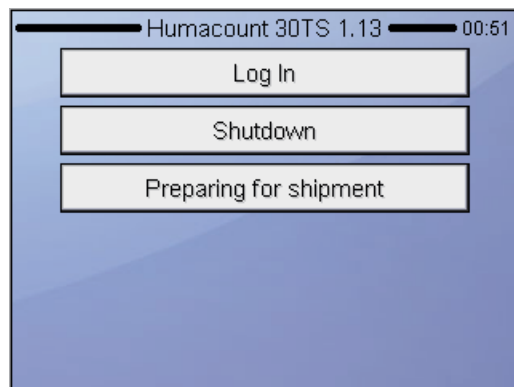 Humacount 30TS 1.13 00:51
Log In
Shutdown
Preparing for shipment